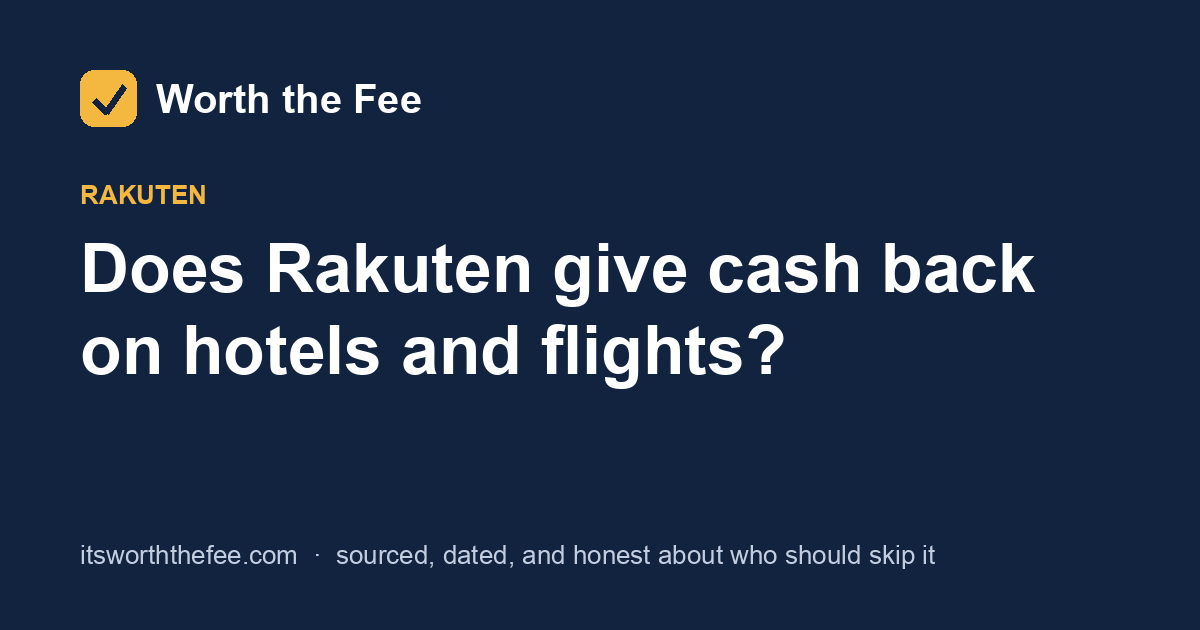 Worth the Fee
RAKUTEN
Does Rakuten give cash back
on hotels and flights?
itsworththefee.com · sourced, dated, and honest about who should skip it